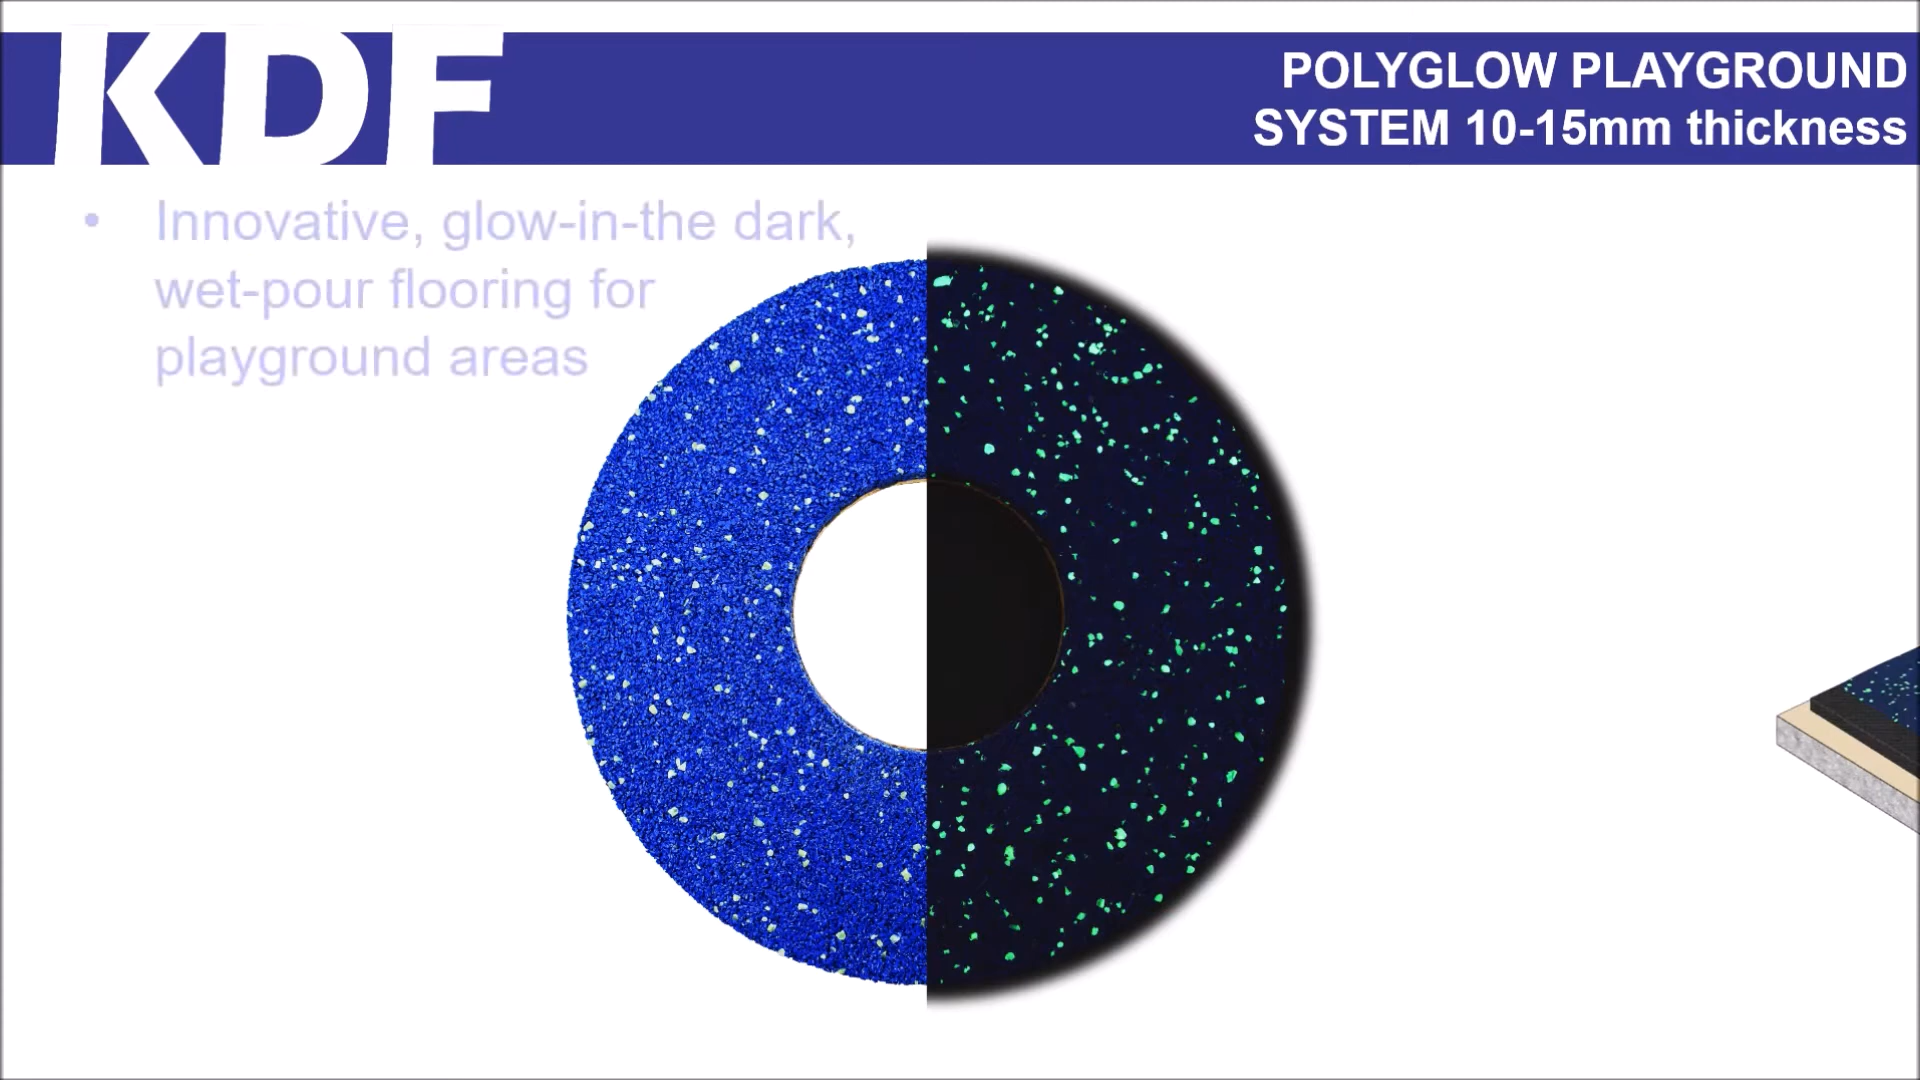 KDF
POLYGLOW PLAYGROUND
SYSTEM 10-15mm thickness
• Innovative, glow-in-the dark,
wet-pour flooring for
playground areas